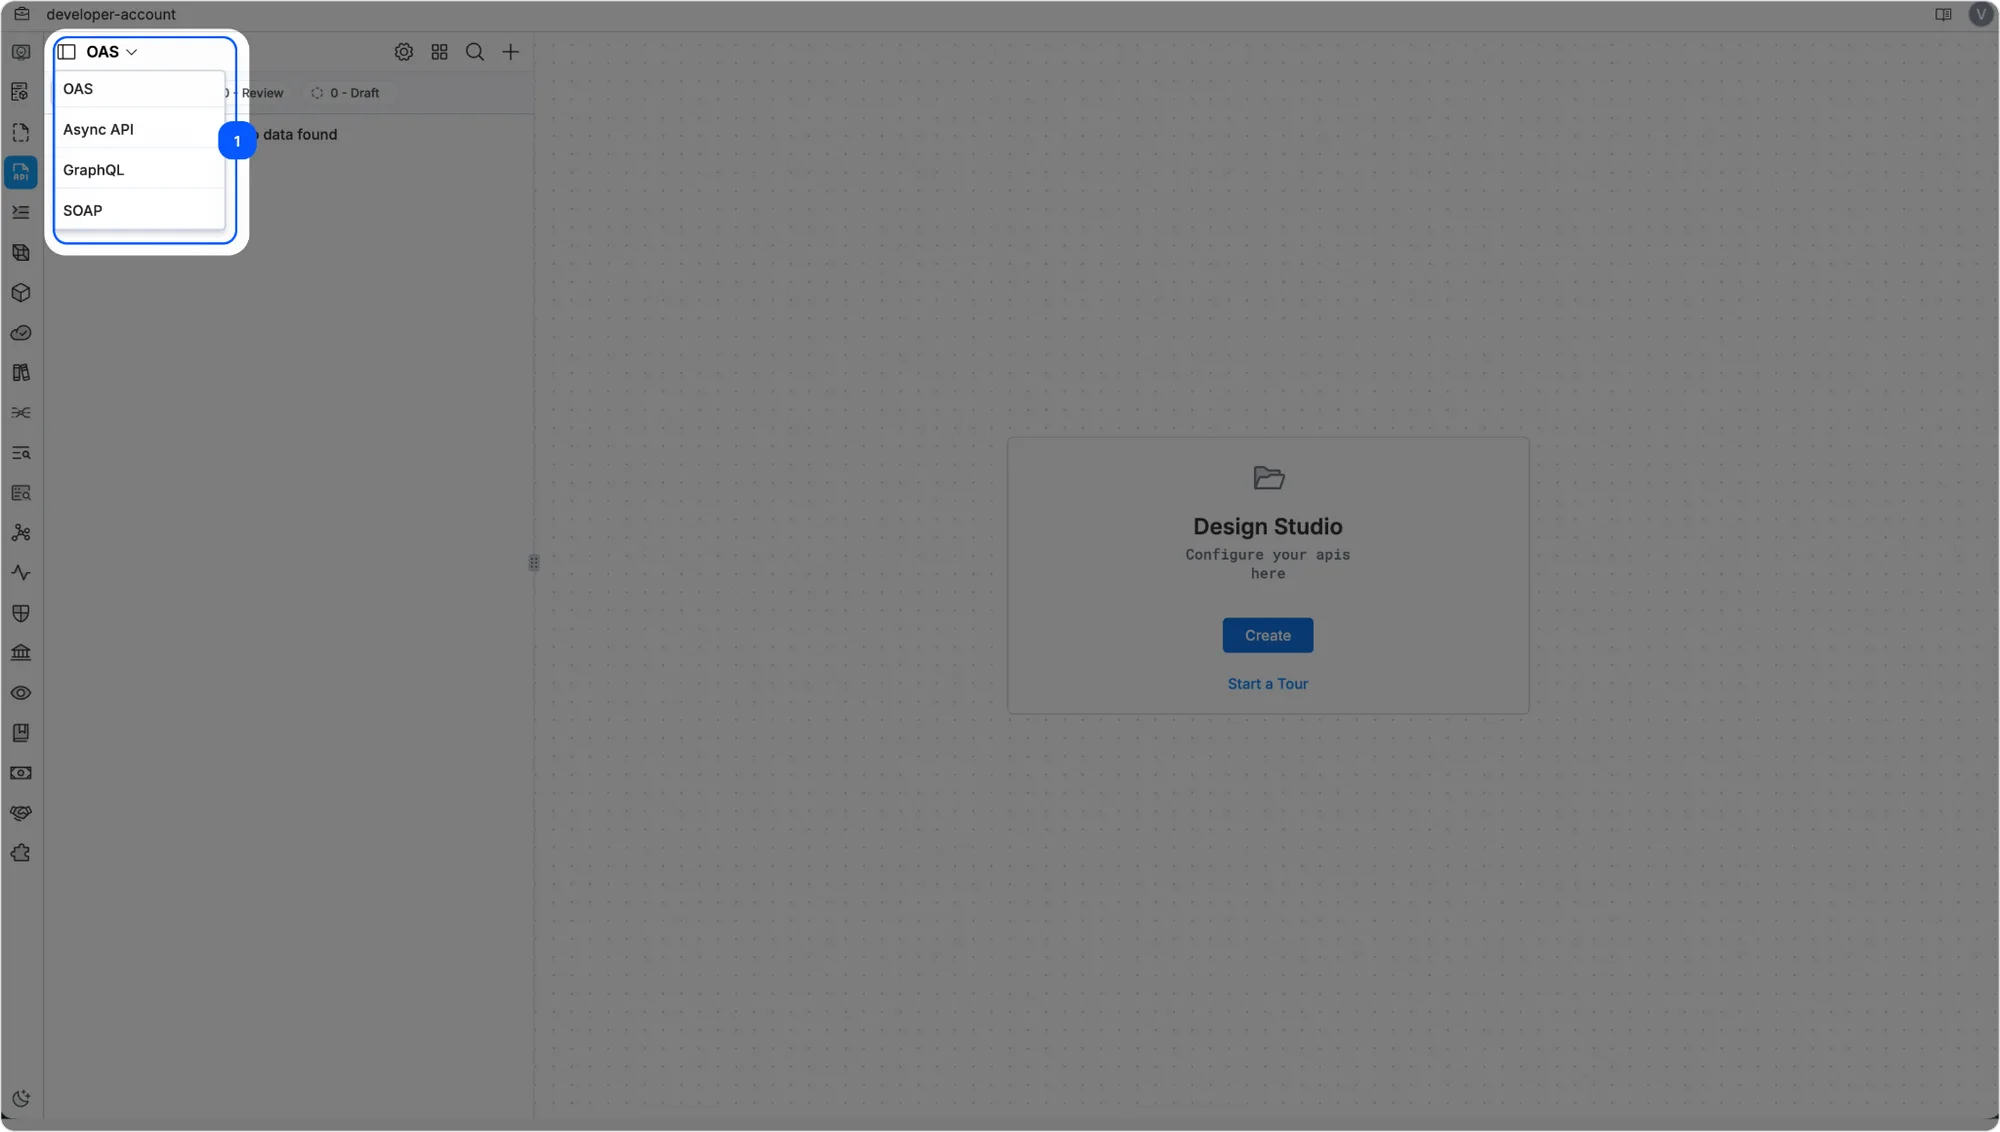 developer-account
V
OAS
OAS
- Review
0 - Draft
Async API
1
data found
API
GraphQL
SOAP
Design Studio
Configure your apis
here
Create
Start a Tour